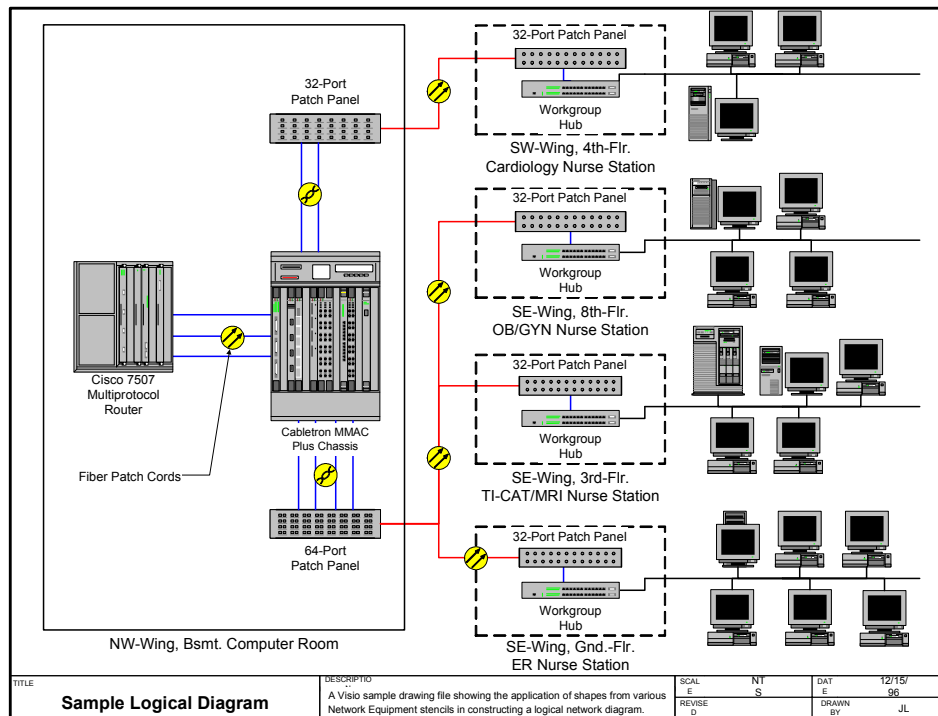 32-Port
Patch Panel
Cisco 7507
Multiprotocol
Router
Cabletron MMAC
Plus Chassis
Fiber Patch Cords
64-Port
Patch Panel
NW-Wing, Bsmt. Computer Room
32-Port Patch Panel
Workgroup
Hub
SW-Wing, 4th-Flr.
Cardiology Nurse Station
32-Port Patch Panel
Workgroup
Hub
SE-Wing, 8th-Flr.
OB/GYN Nurse Station
32-Port Patch Panel
Workgroup
Hub
SE-Wing, 3rd-Flr.
TI-CAT/MRI Nurse Station
32-Port Patch Panel
Workgroup
Hub
SE-Wing, Gnd.-Flr.
ER Nurse Station
TITLE
Sample Logical Diagram
DESCRIPTIO
A Visio sample drawing file showing the application of shapes from various
Network Equipment stencils in constructing a logical network diagram.
SCAL
E
NT
S
DAT
E
12/15/
96
REVISE
D
DRAWN
BY
JL